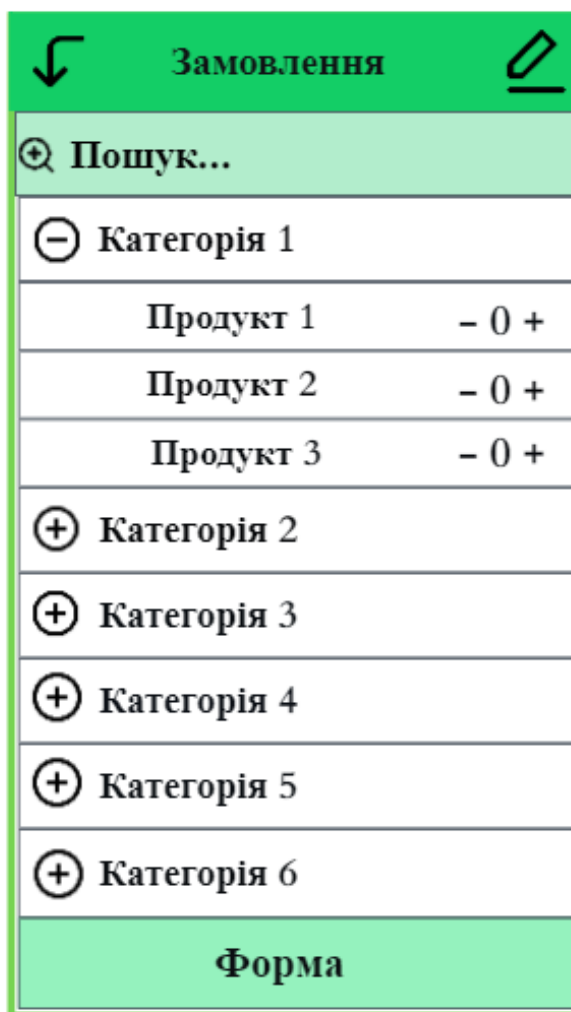 Замовлення
Пошук...
Категорія 1
Продукт 1 – 0 +
Продукт 2 – 0 +
Продукт 3 – 0 +
Категорія 2
Категорія 3
Категорія 4
Категорія 5
Категорія 6
Форма